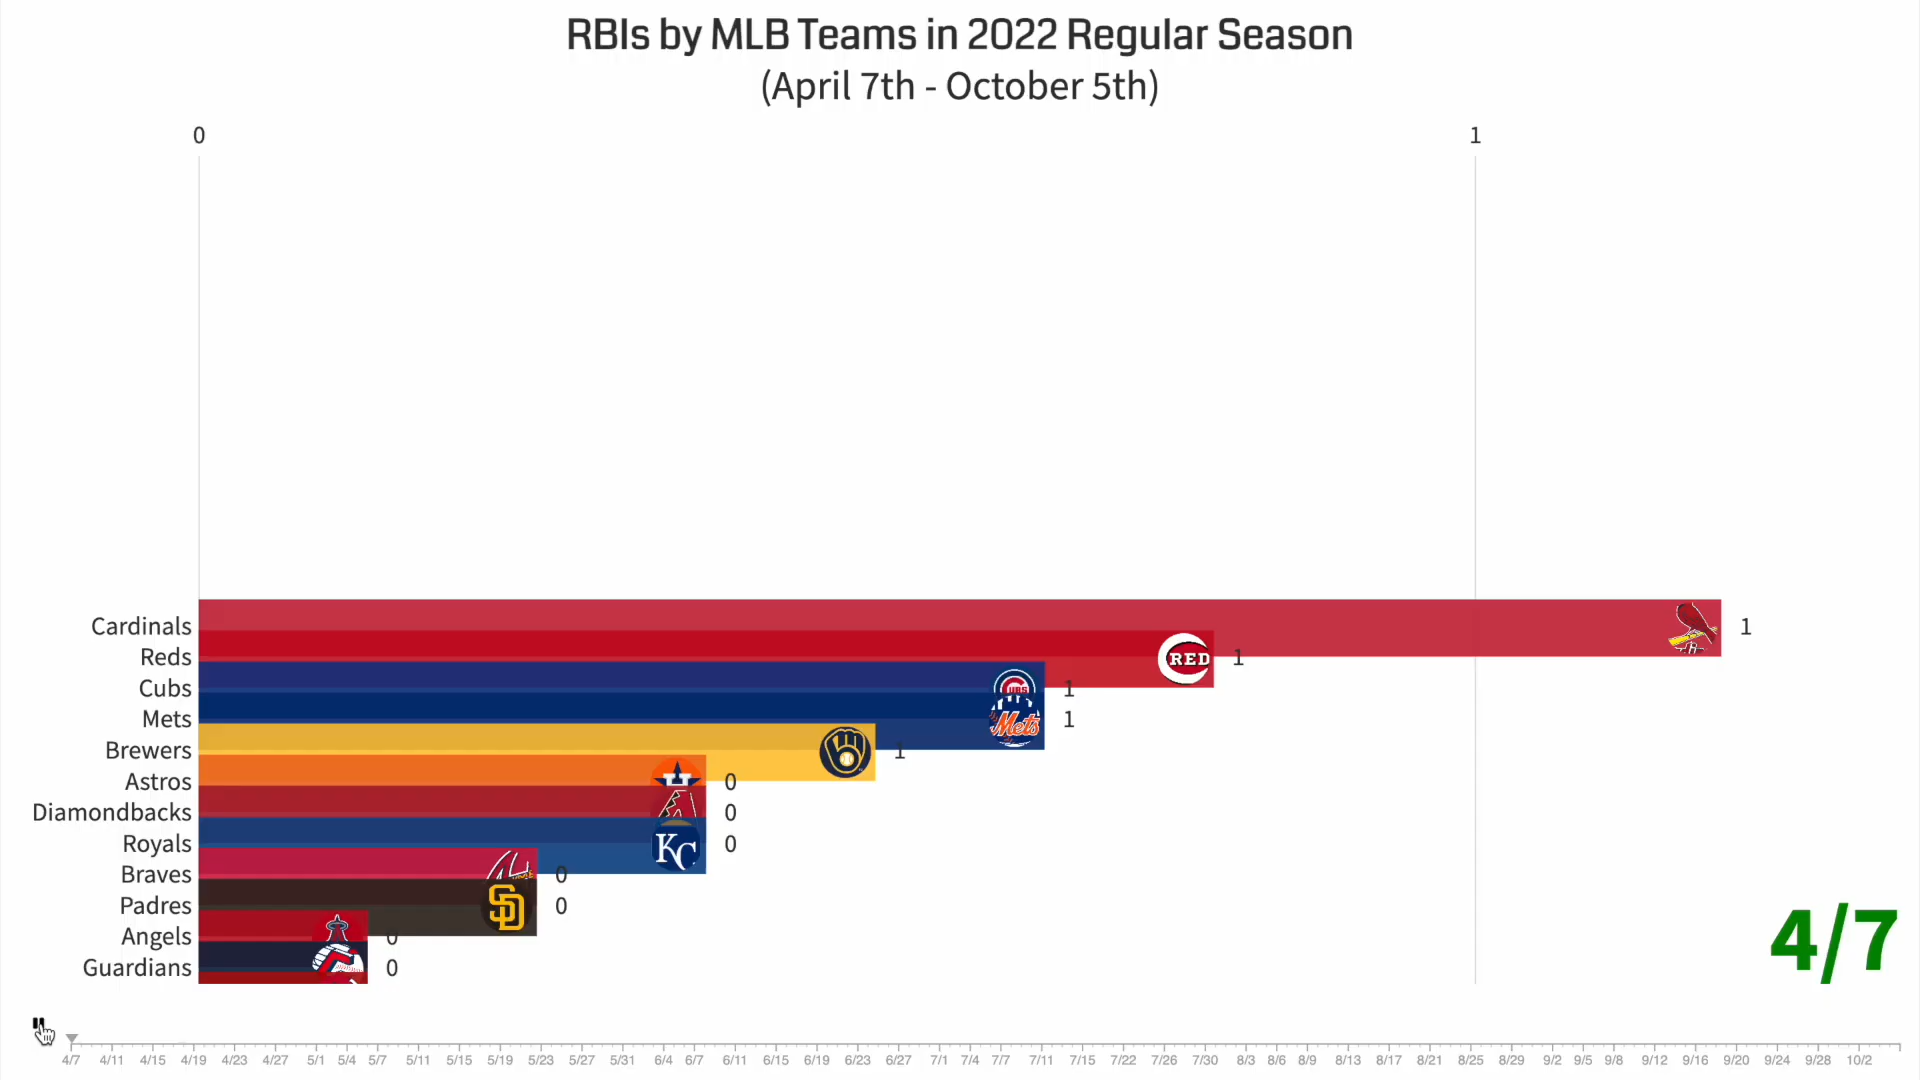 RBIs by MLB Teams in 2022 Regular Season
(April 7th - October 5th)
0 1
Cardinals 1
Reds RED 1
Cubs CUBS 1
Mets Mets 1
Brewers 1
Astros H 0
Diamondbacks 0
Royals KC 0
Braves 0
Padres SD 0
Angels 0
Guardians 0
4/7
4/7 4/11 4/15 4/19 4/23 4/27 5/1 5/4 5/7 5/11 5/15 5/19 5/23 5/27 5/31 6/4 6/7 6/11 6/15 6/19 6/23 6/27 7/1 7/4 7/7 7/11 7/15 7/22 7/26 7/30 8/3 8/6 8/9 8/13 8/17 8/21 8/25 8/29 9/2 9/5 9/8 9/12 9/16 9/20 9/24 9/28 10/2